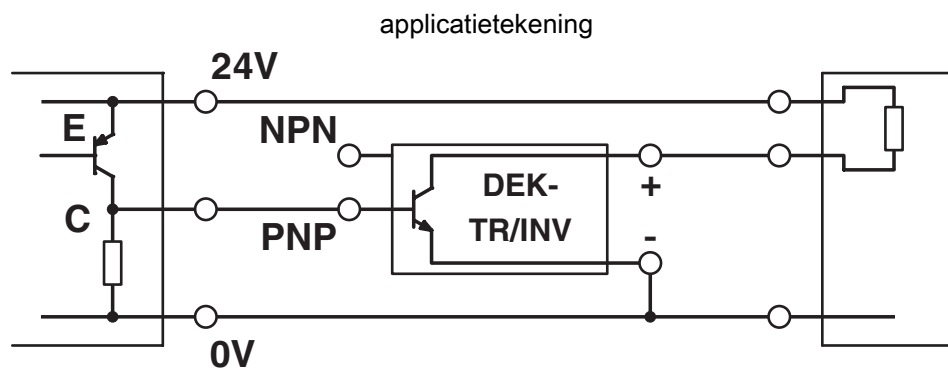 applicatietekening
24V
E
NPN
DEK-
TR/INV
+
C
PNP
-
0V